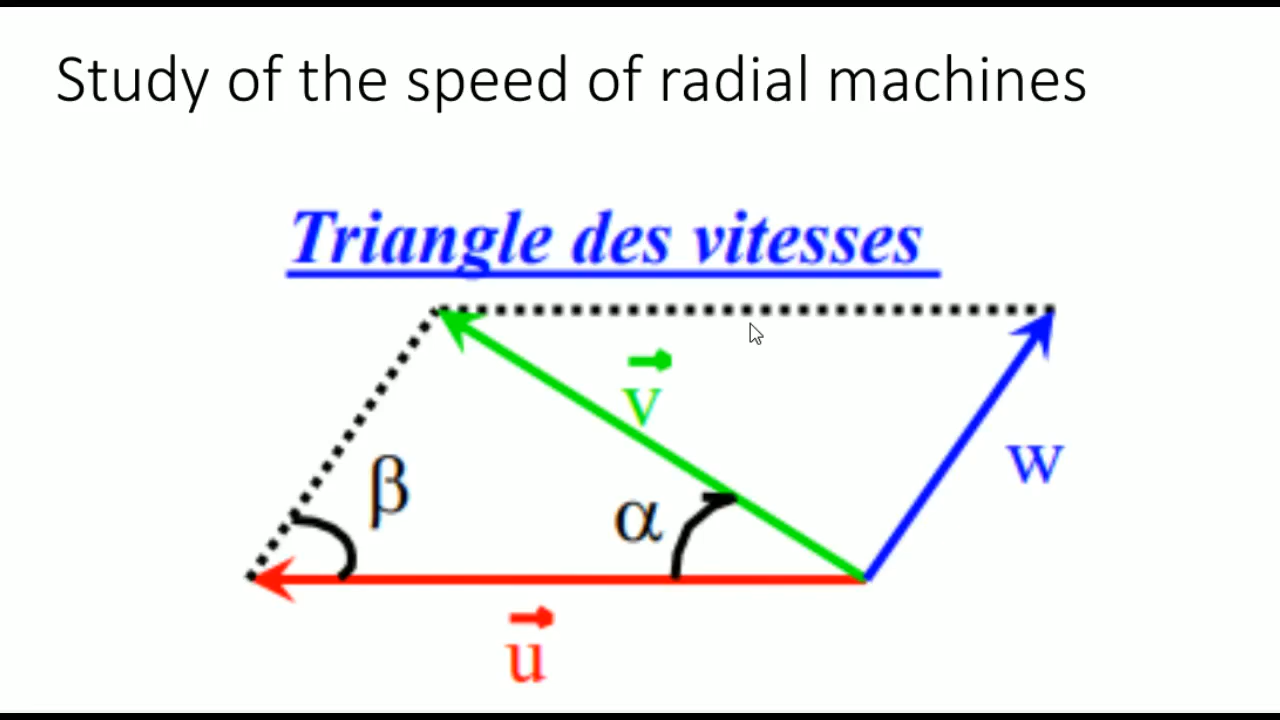 Study of the speed of radial machines
Triangle des vitesses
v
w
β
α
u